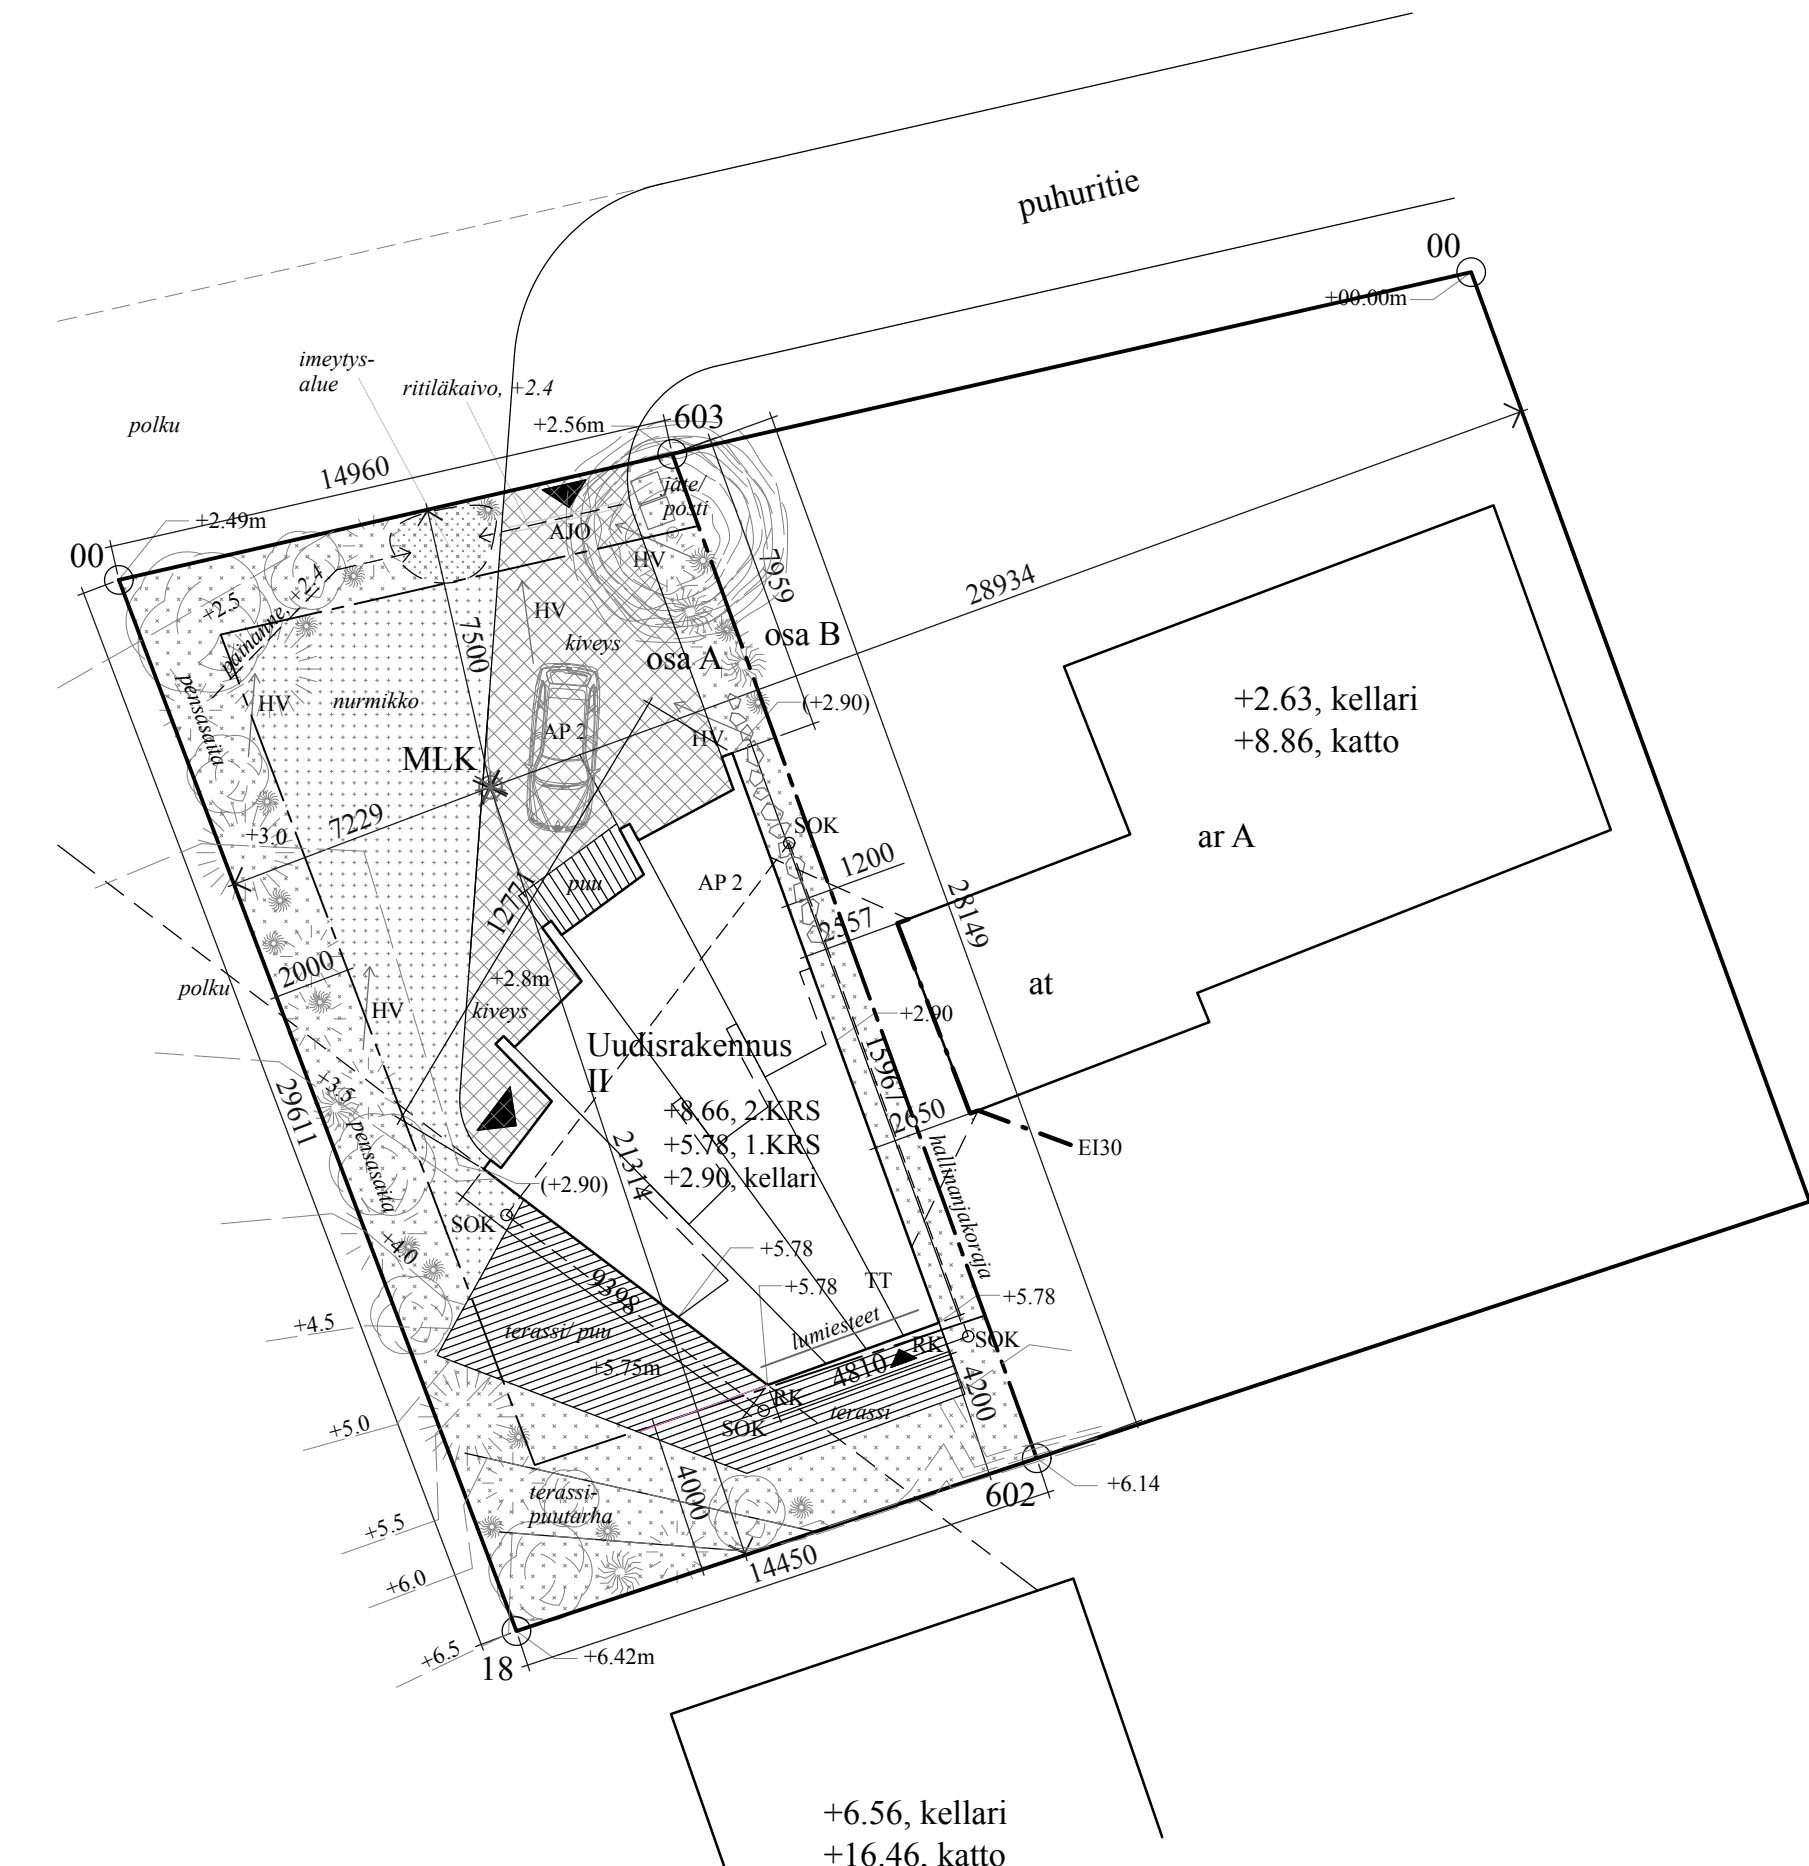 puhuritie
00
+00.00m
imeytys-
alue
ritiläkaivo, +2.4
polku
+2.56m
603
14960
+2.49m
00
jäte/
posti
AJO
HV
7959
28934
+2.5
painanne, +2.4
HV
7500
kiveys
osa A
osa B
pensasaita
HV
nurmikko
AP 2
HV
(+2.90)
+2.63, kellari
+8.86, katto
MLK
7229
+3.0
SOK
ar A
1200
puu
AP 2
12771
2557
23149
2000
+2.8m
at
polku
HV
kiveys
+2.90
Uudisrakennus
II
15967
+3.5
29611
+8.66, 2.KRS
+5.78, 1.KRS
+2.90, kellari
2650
EI30
pensasaita
21314
hallinanjakoraja
(+2.90)
SOK
+4.0
+5.78
+5.78
TT
+5.78
9398
+4.5
terassi/puu
lumiesteet
RK
SOK
+5.75m
4810
RK
4200
+5.0
SOK
terassi
4000
+6.14
602
terassi-
puutarha
+5.5
14450
+6.0
+6.5
18
+6.42m
+6.56, kellari
+16.46, katto